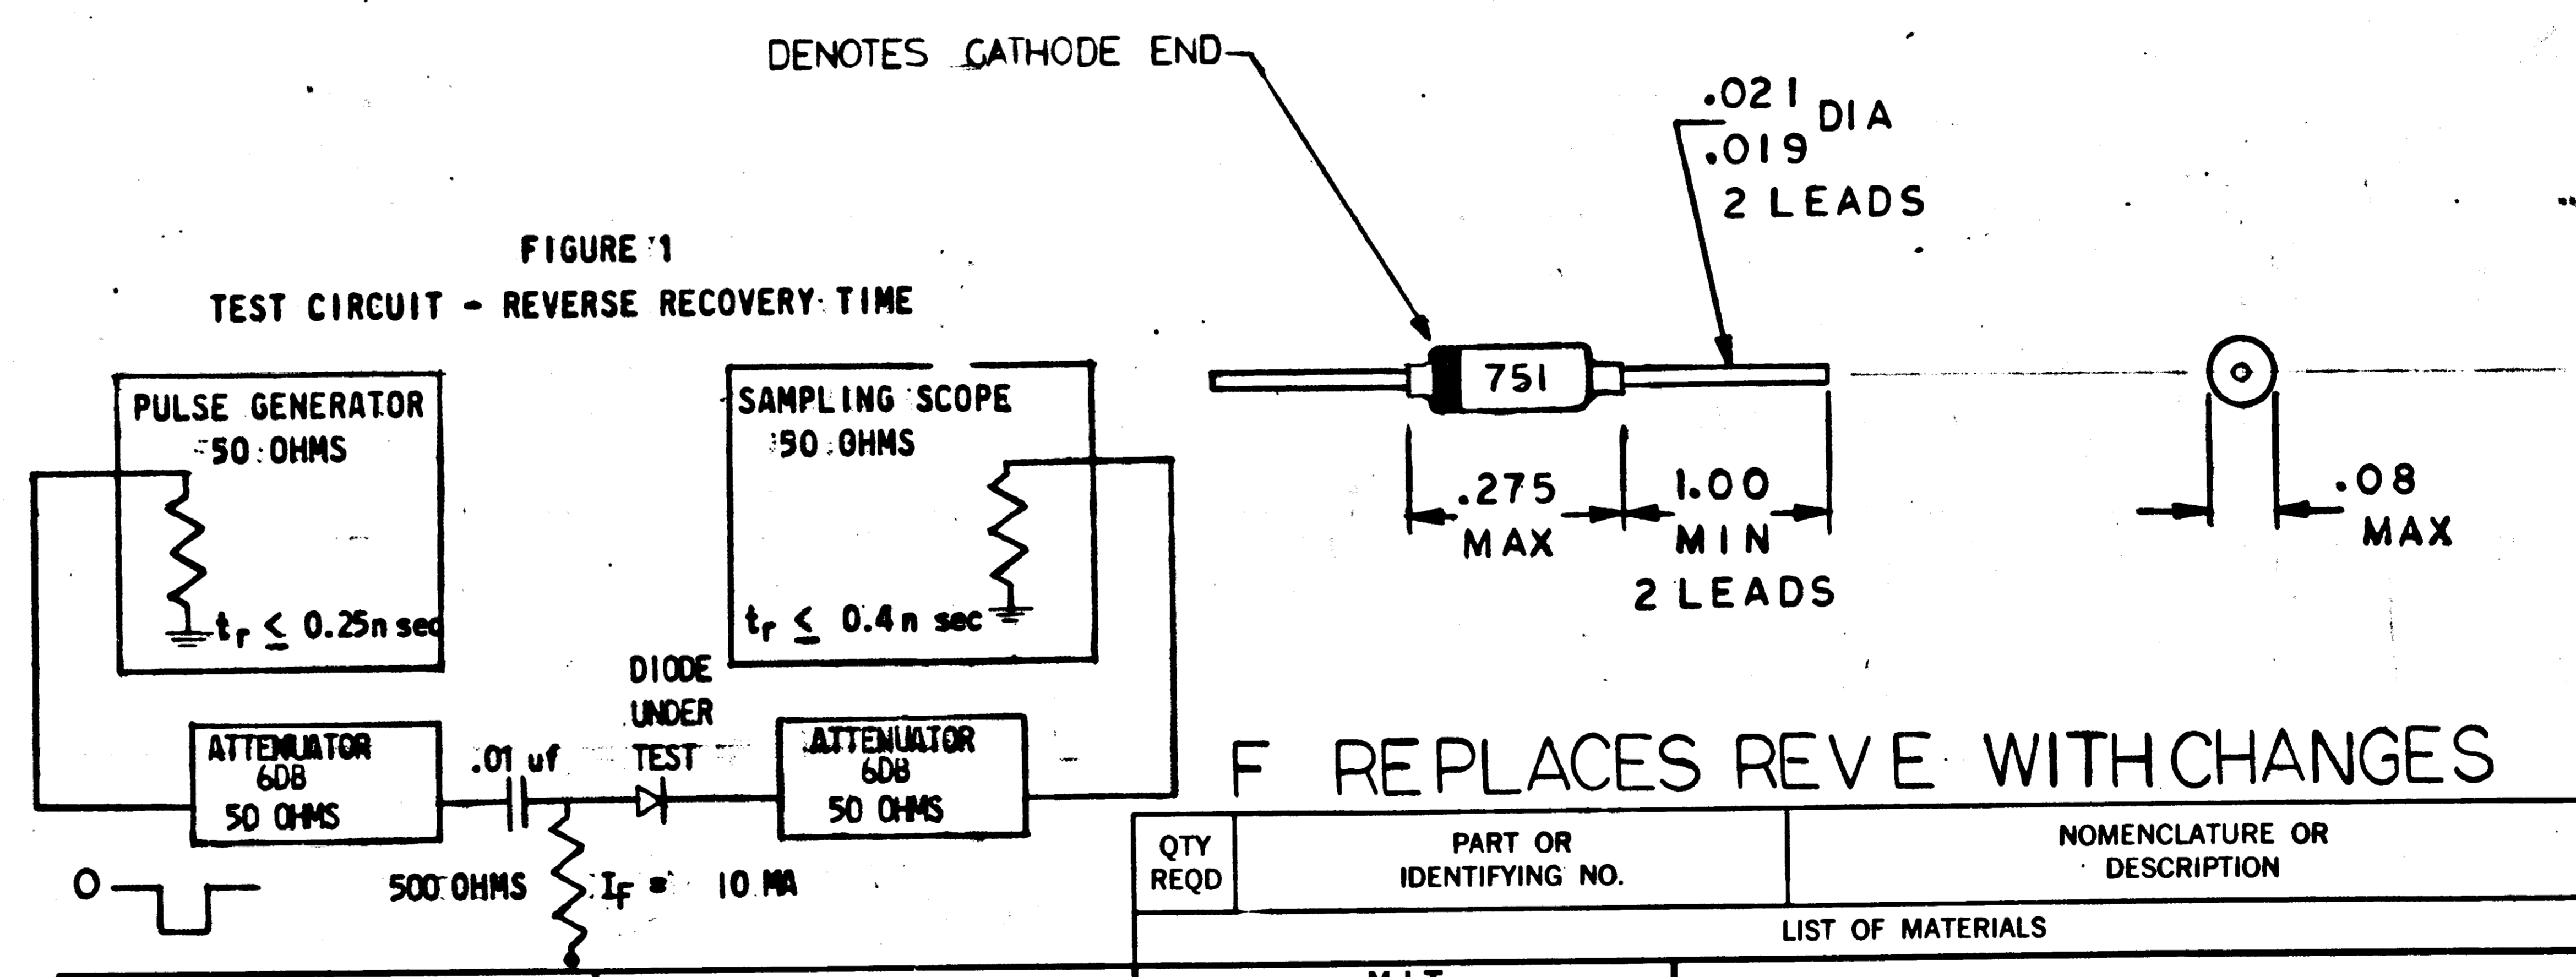 DENOTES CATHODE END
.021
.019
DIA
2 LEADS
FIGURE 1
TEST CIRCUIT - REVERSE RECOVERY TIME
PULSE GENERATOR
50 OHMS
tr ≤ 0.25n sec
SAMPLING SCOPE
50 OHMS
tr ≤ 0.4n sec
751
.275
MAX
1.00
MIN
2 LEADS
.08
MAX
DIODE
UNDER
TEST
ATTENUATOR
6DB
50 OHMS
.01 uf
ATTENUATOR
6DB
50 OHMS
0
500 OHMS
IF = 10 MA
F REPLACES REV E WITH CHANGES
QTY
REQD
PART OR
IDENTIFYING NO.
NOMENCLATURE OR
DESCRIPTION
LIST OF MATERIALS